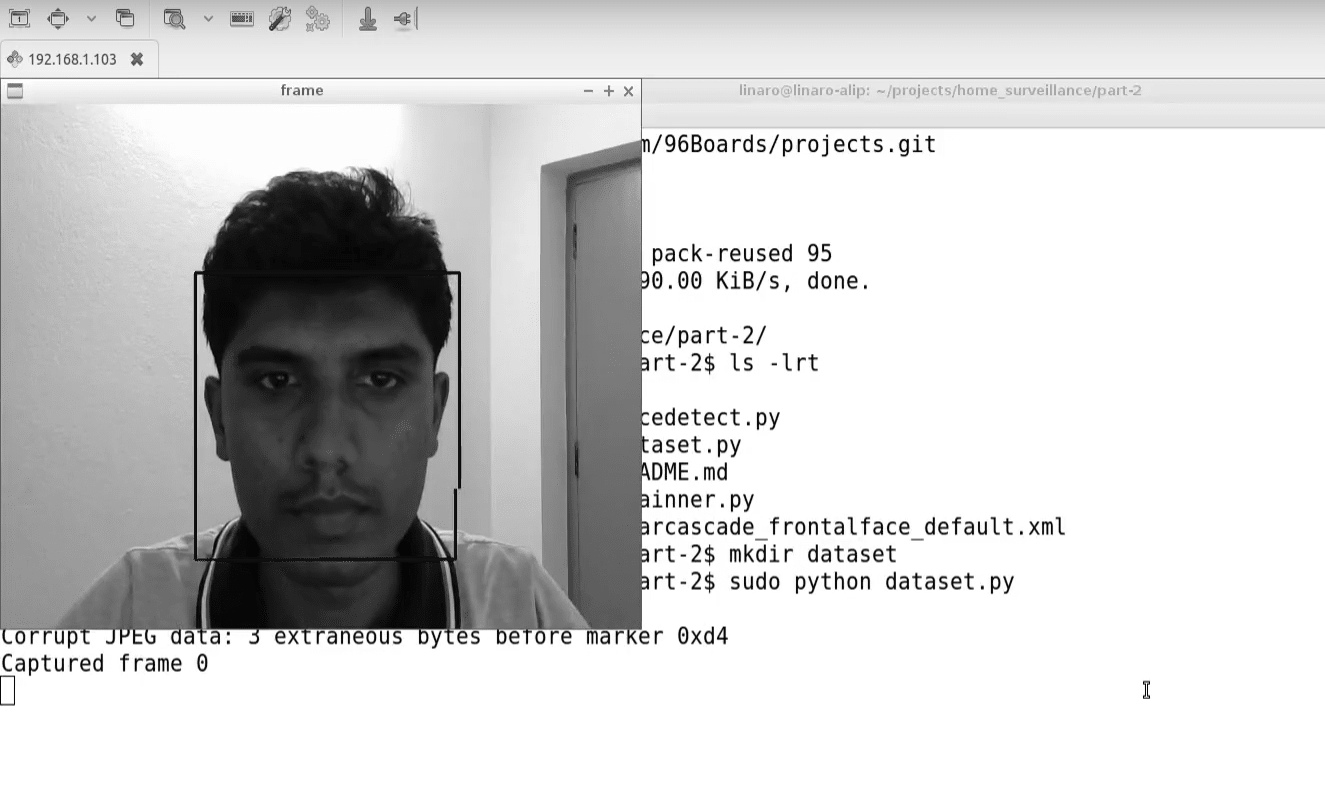 192.168.1.103
frame
linaro@linaro-alip: ~/projects/home_surveillance/part-2
m/96Boards/projects.git
pack-reused 95
90.00 KiB/s, done.
ce/part-2/
art-2$ ls -lrt
cedetect.py
taset.py
ADME.md
ainner.py
arcascade_frontalface_default.xml
art-2$ mkdir dataset
art-2$ sudo python dataset.py
Corrupt JPEG data: 3 extraneous bytes before marker 0xd4
Captured frame 0